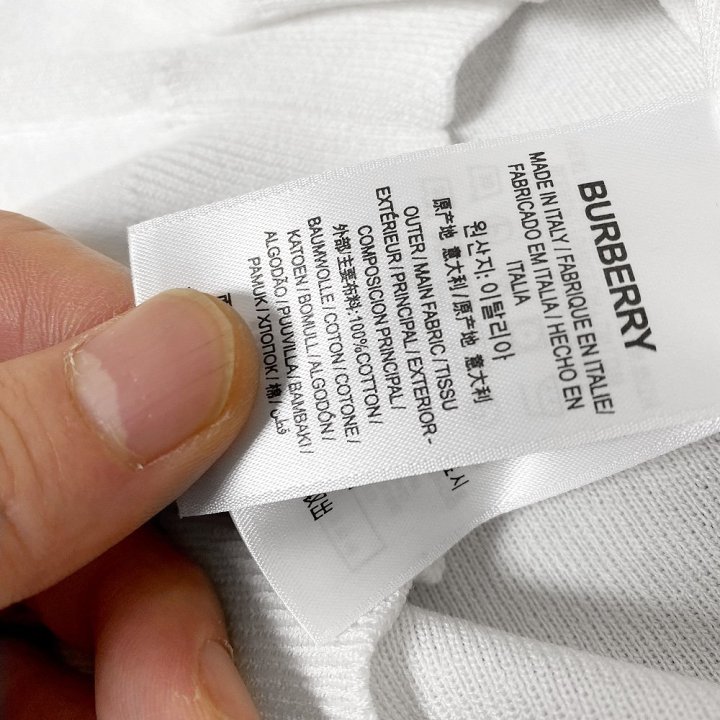 BURBERRY
MADE IN ITALY / FABRIQUE EN ITALIE/
FABRICADO EM ITALIA / HECHO EN
ITALIA
원산지: 이탈리아
原产地 意大利 / 原産地 意大利
OUTER / MAIN FABRIC / TISSU
EXTÉRIEUR / PRINCIPAL / EXTERIOR -
COMPOSICION PRINCIPAL /
外部/主要布料:100%COTTON /
BAUMWOLLE / COTON / COTONE /
KATOEN / BOMULL / ALGODÓN /
ALGODÃO / PUUVILLA / BAMBAKI /
PAMUK / ХЛОПОК / 棉 / قطن